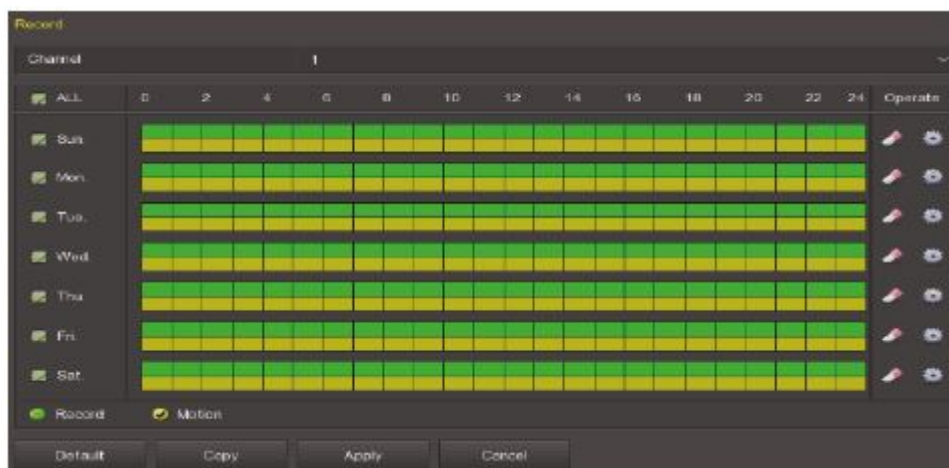 Record
Channel 1
ALL 0 2 4 6 8 10 12 14 16 18 20 22 24 Operate
Sun.
Mon.
Tue.
Wed.
Thu.
Fri.
Sat.
Record Motion
Default Copy Apply Cancel